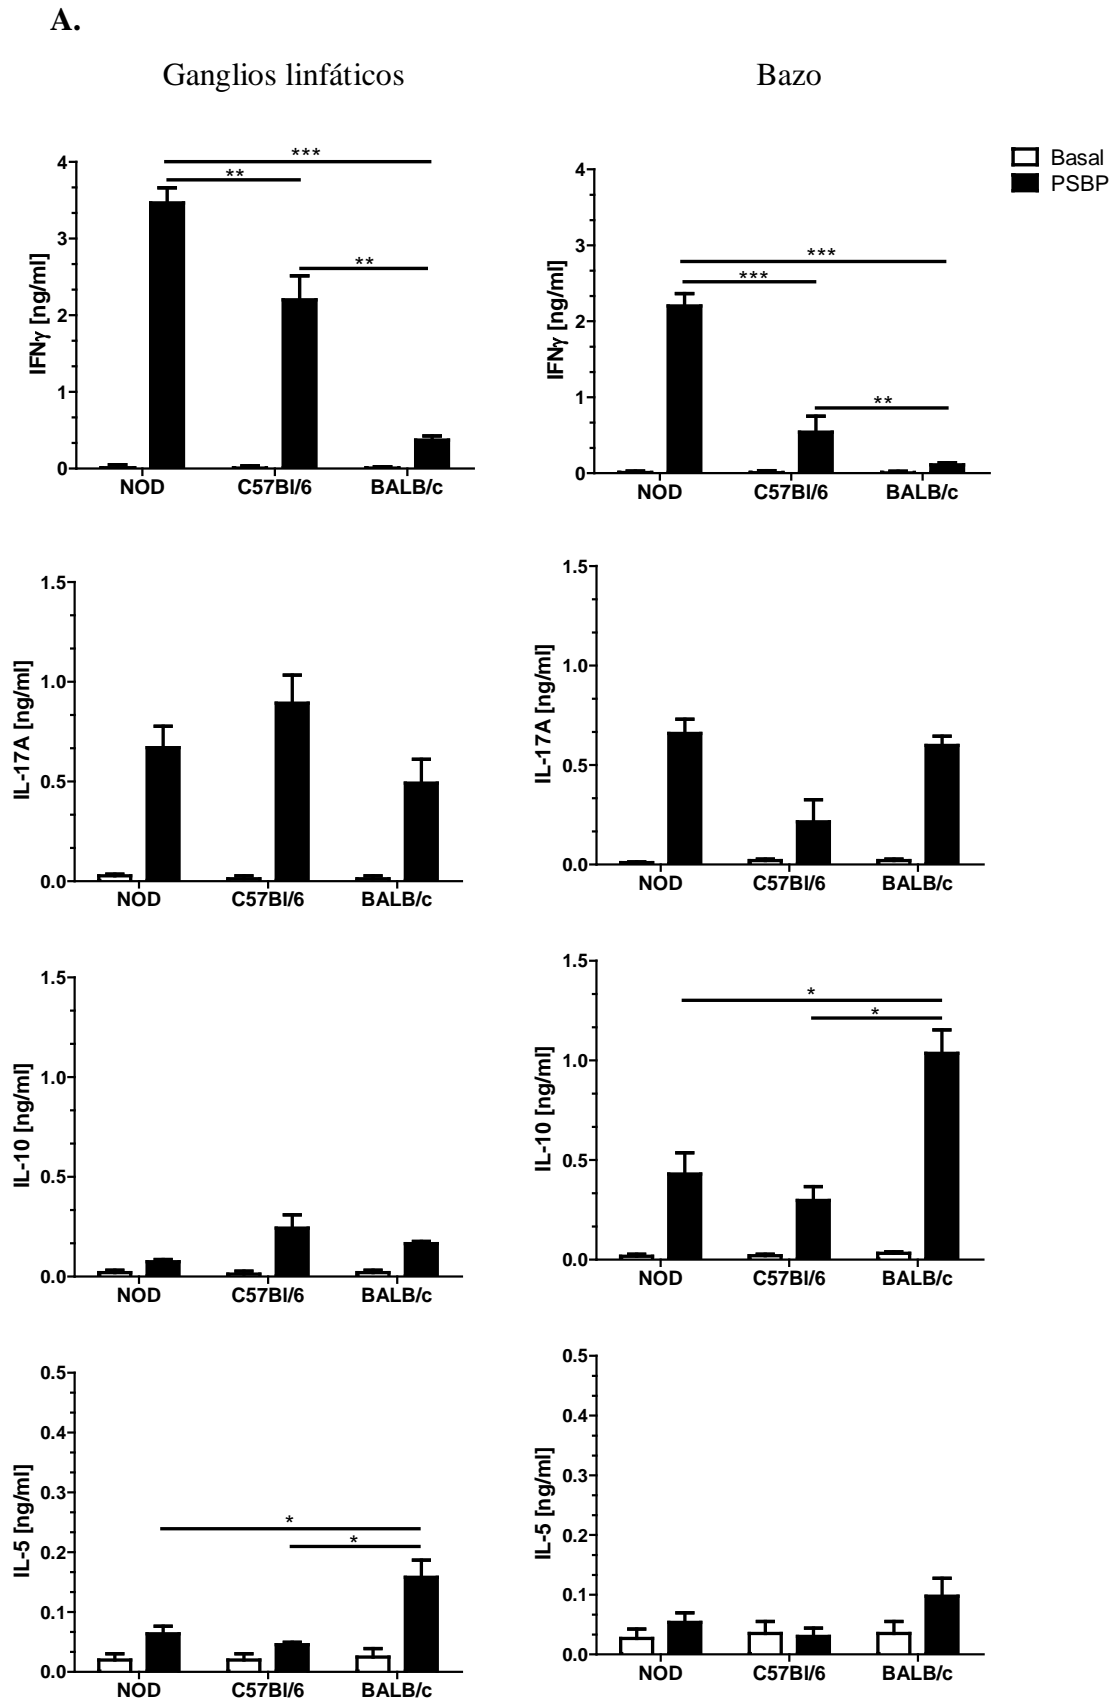 A.
Ganglios linfáticos
Bazo
Basal
PSBP
IFNγ [ng/ml]
4
3
2
1
0
***
**
**
NOD C57Bl/6 BALB/c
IFNγ [ng/ml]
4
3
2
1
0
***
***
**
NOD C57Bl/6 BALB/c
IL-17A [ng/ml]
1.5
1.0
0.5
0.0
NOD C57Bl/6 BALB/c
IL-17A [ng/ml]
1.5
1.0
0.5
0.0
NOD C57Bl/6 BALB/c
IL-10 [ng/ml]
1.5
1.0
0.5
0.0
NOD C57Bl/6 BALB/c
IL-10 [ng/ml]
1.5
1.0
0.5
0.0
*
*
NOD C57Bl/6 BALB/c
IL-5 [ng/ml]
0.5
0.4
0.3
0.2
0.1
0.0
*
*
NOD C57Bl/6 BALB/c
IL-5 [ng/ml]
0.5
0.4
0.3
0.2
0.1
0.0
NOD C57Bl/6 BALB/c